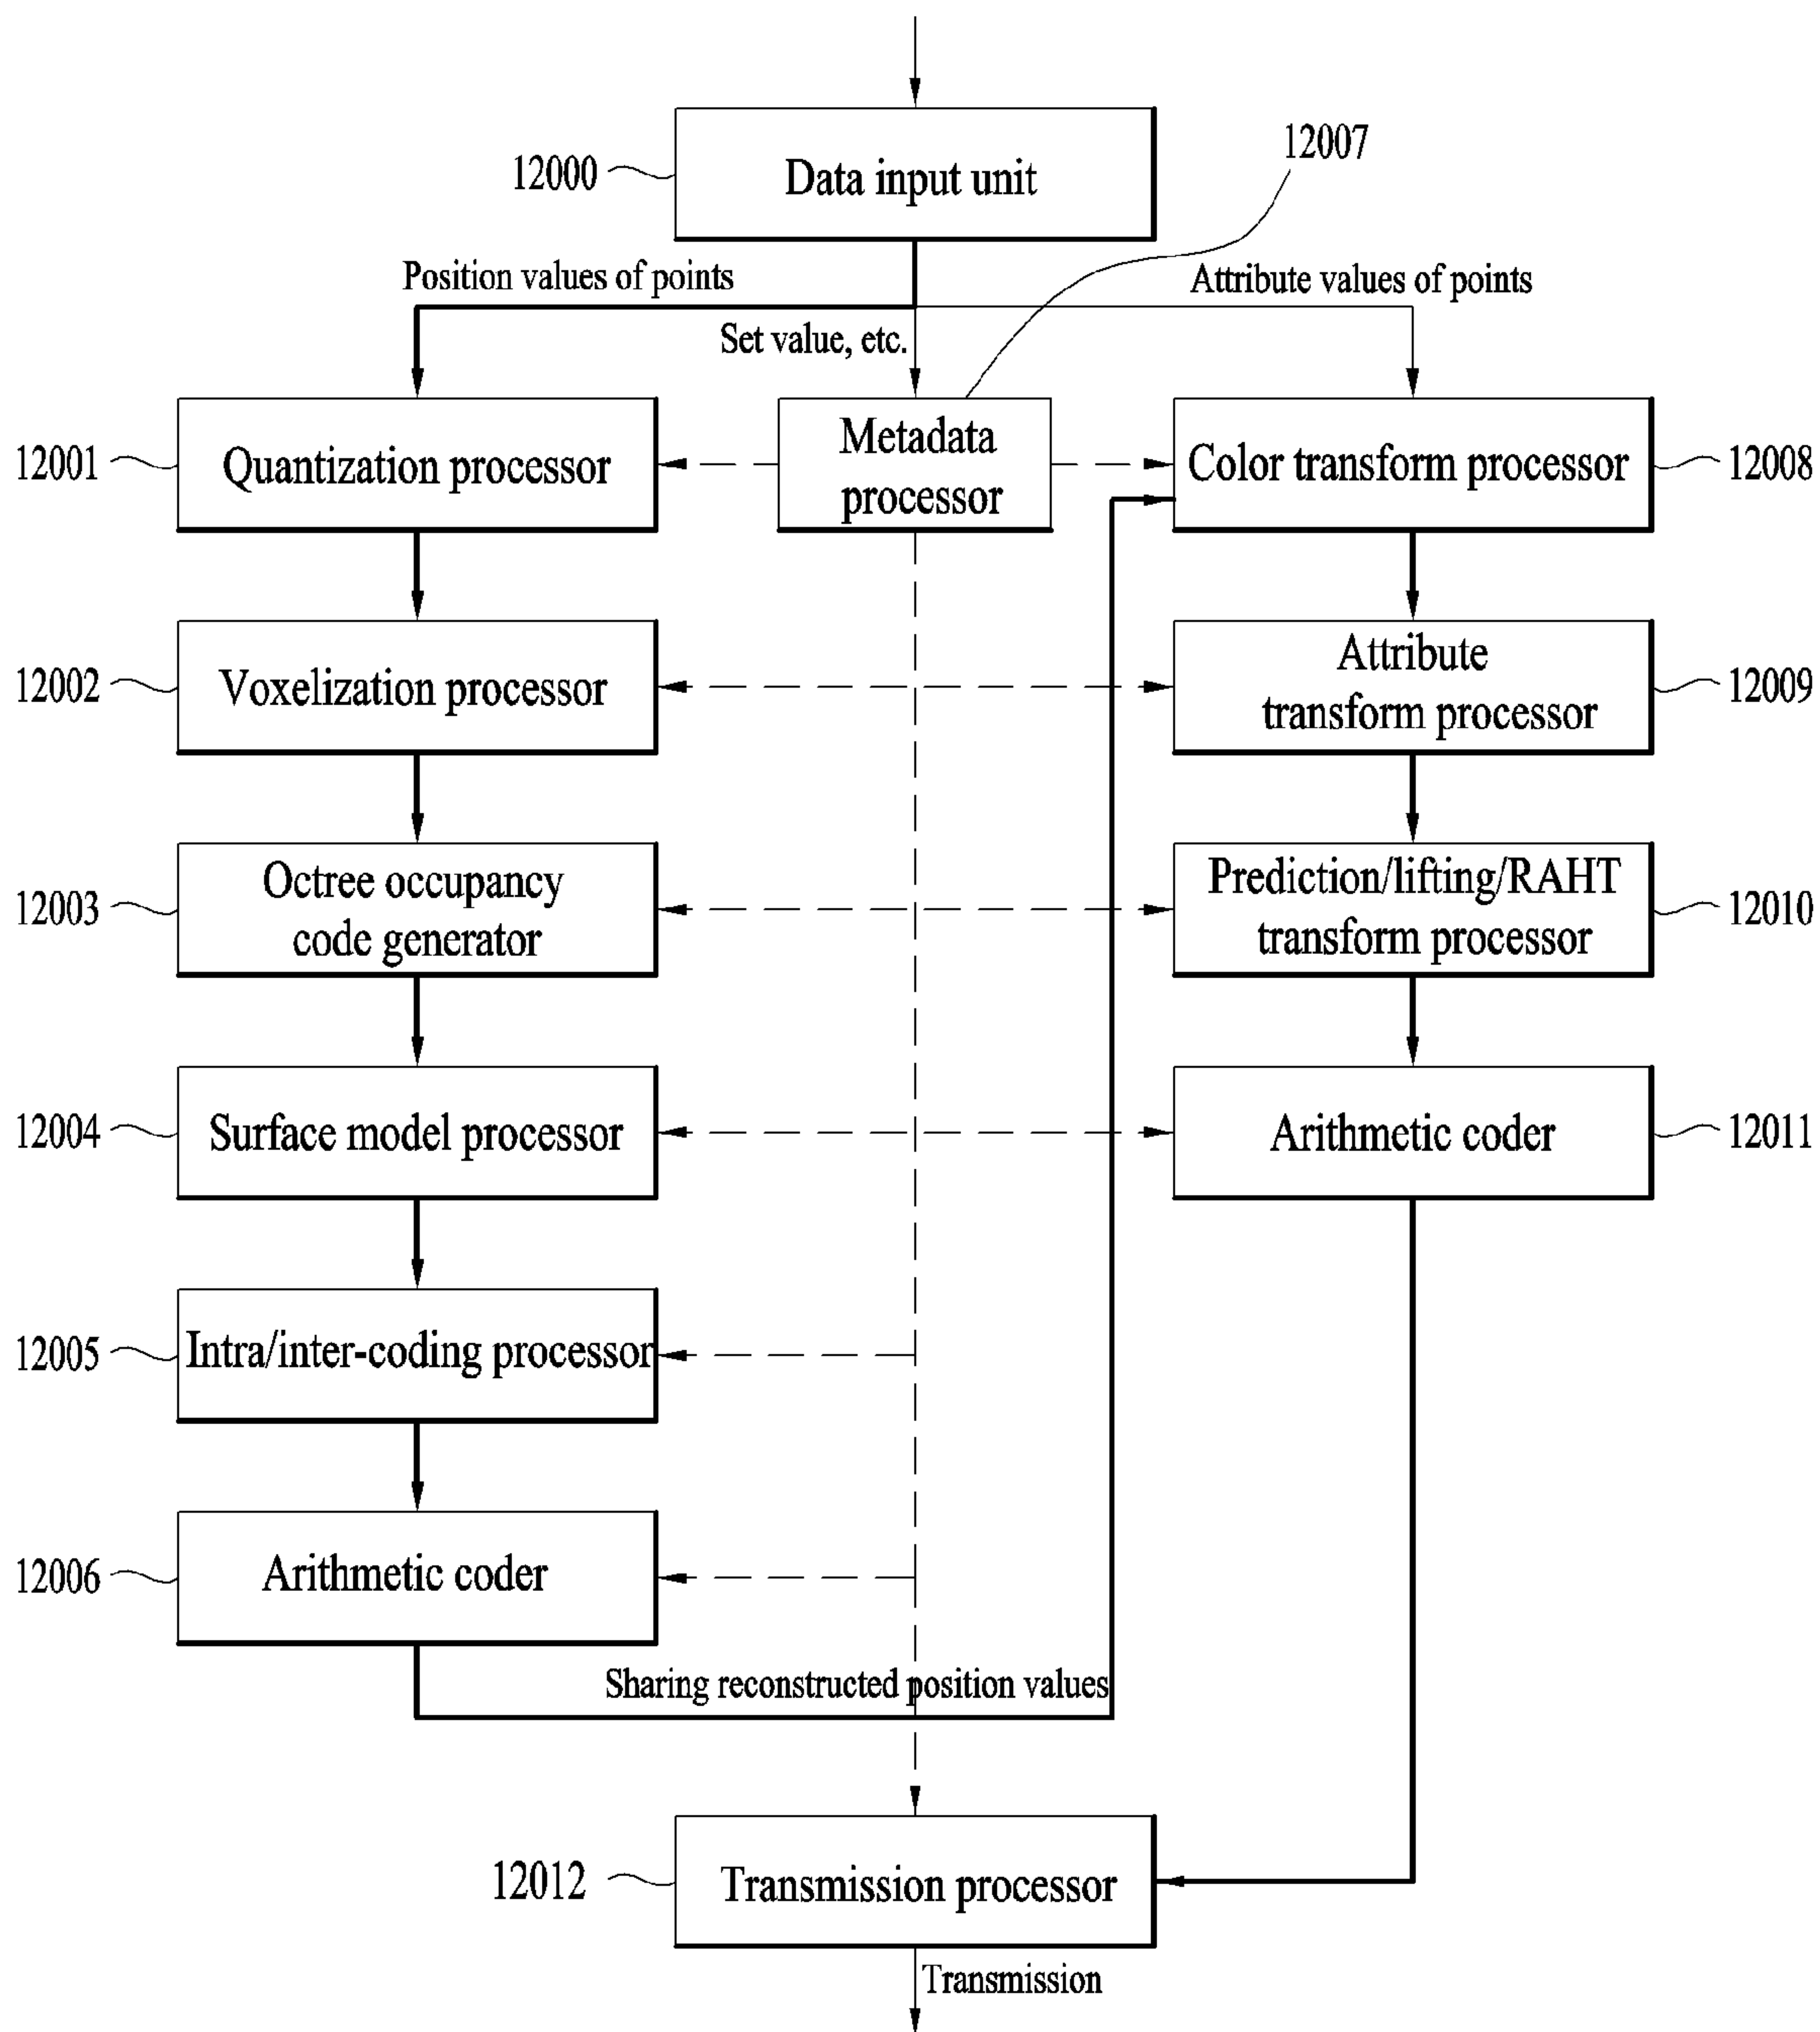 12007
12000
Data input unit
Position values of points
Attribute values of points
Set value, etc.
12001
Quantization processor
Metadata
processor
Color transform processor
12008
12002
Voxelization processor
Attribute
transform processor
12009
12003
Octree occupancy
code generator
Prediction/lifting/RAHT
transform processor
12010
12004
Surface model processor
Arithmetic coder
12011
12005
Intra/inter-coding processor
12006
Arithmetic coder
Sharing reconstructed position values
12012
Transmission processor
Transmission